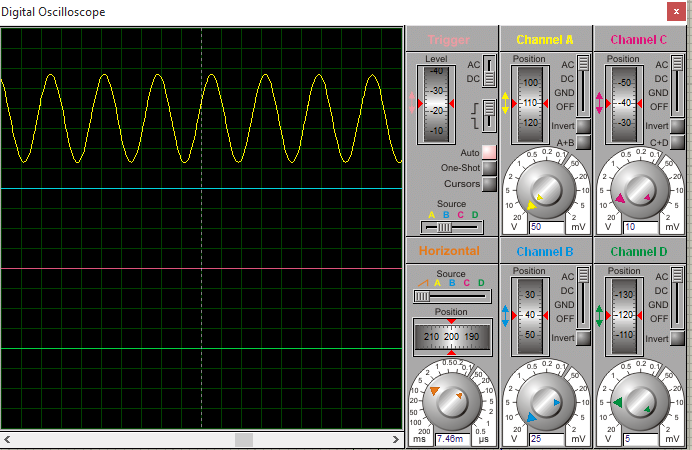 Digital Oscilloscope
x
Trigger
Level
-40
-30
-20
-10
AC
DC
Auto
One-Shot
Cursors
Source
A B C D
Channel A
Position
100
110
120
AC
DC
GND
OFF
Invert
A+B
0.5 0.2 0.1
1 50
2 20
5 10
10 5
20 2
V 50 mV
Channel C
Position
-50
-40
-30
AC
DC
GND
OFF
Invert
C+D
0.5 0.2 0.1
1 50
2 20
5 10
10 5
20 2
V 10 mV
Horizontal
Source
A B C D
Position
210 200 190
1 0.5 0.2 0.1
2 50
5 20
10 10
20 5
50 2
100 1
200 0.5
ms 7.46m µs
Channel B
Position
30
40
50
AC
DC
GND
OFF
Invert
0.5 0.2 0.1
1 50
2 20
5 10
10 5
20 2
V 25 mV
Channel D
Position
-130
-120
-110
AC
DC
GND
OFF
Invert
0.5 0.2 0.1
1 50
2 20
5 10
10 5
20 2
V 5 mV